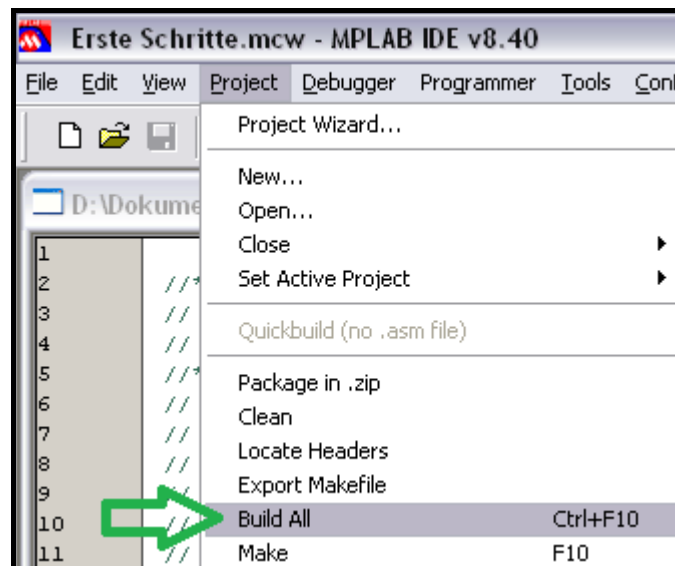 Erste Schritte.mcw - MPLAB IDE v8.40
File Edit View Project Debugger Programmer Tools
Project Wizard...
New...
D:\Dokume
Open...
1
Close
2 //*
Set Active Project
3 //
4 //
Quickbuild (no .asm file)
5 //*
Package in .zip
6 //
Clean
7 //
8 //
Locate Headers
9 //
Export Makefile
10 //
Build All Ctrl+F10
11 //
Make F10